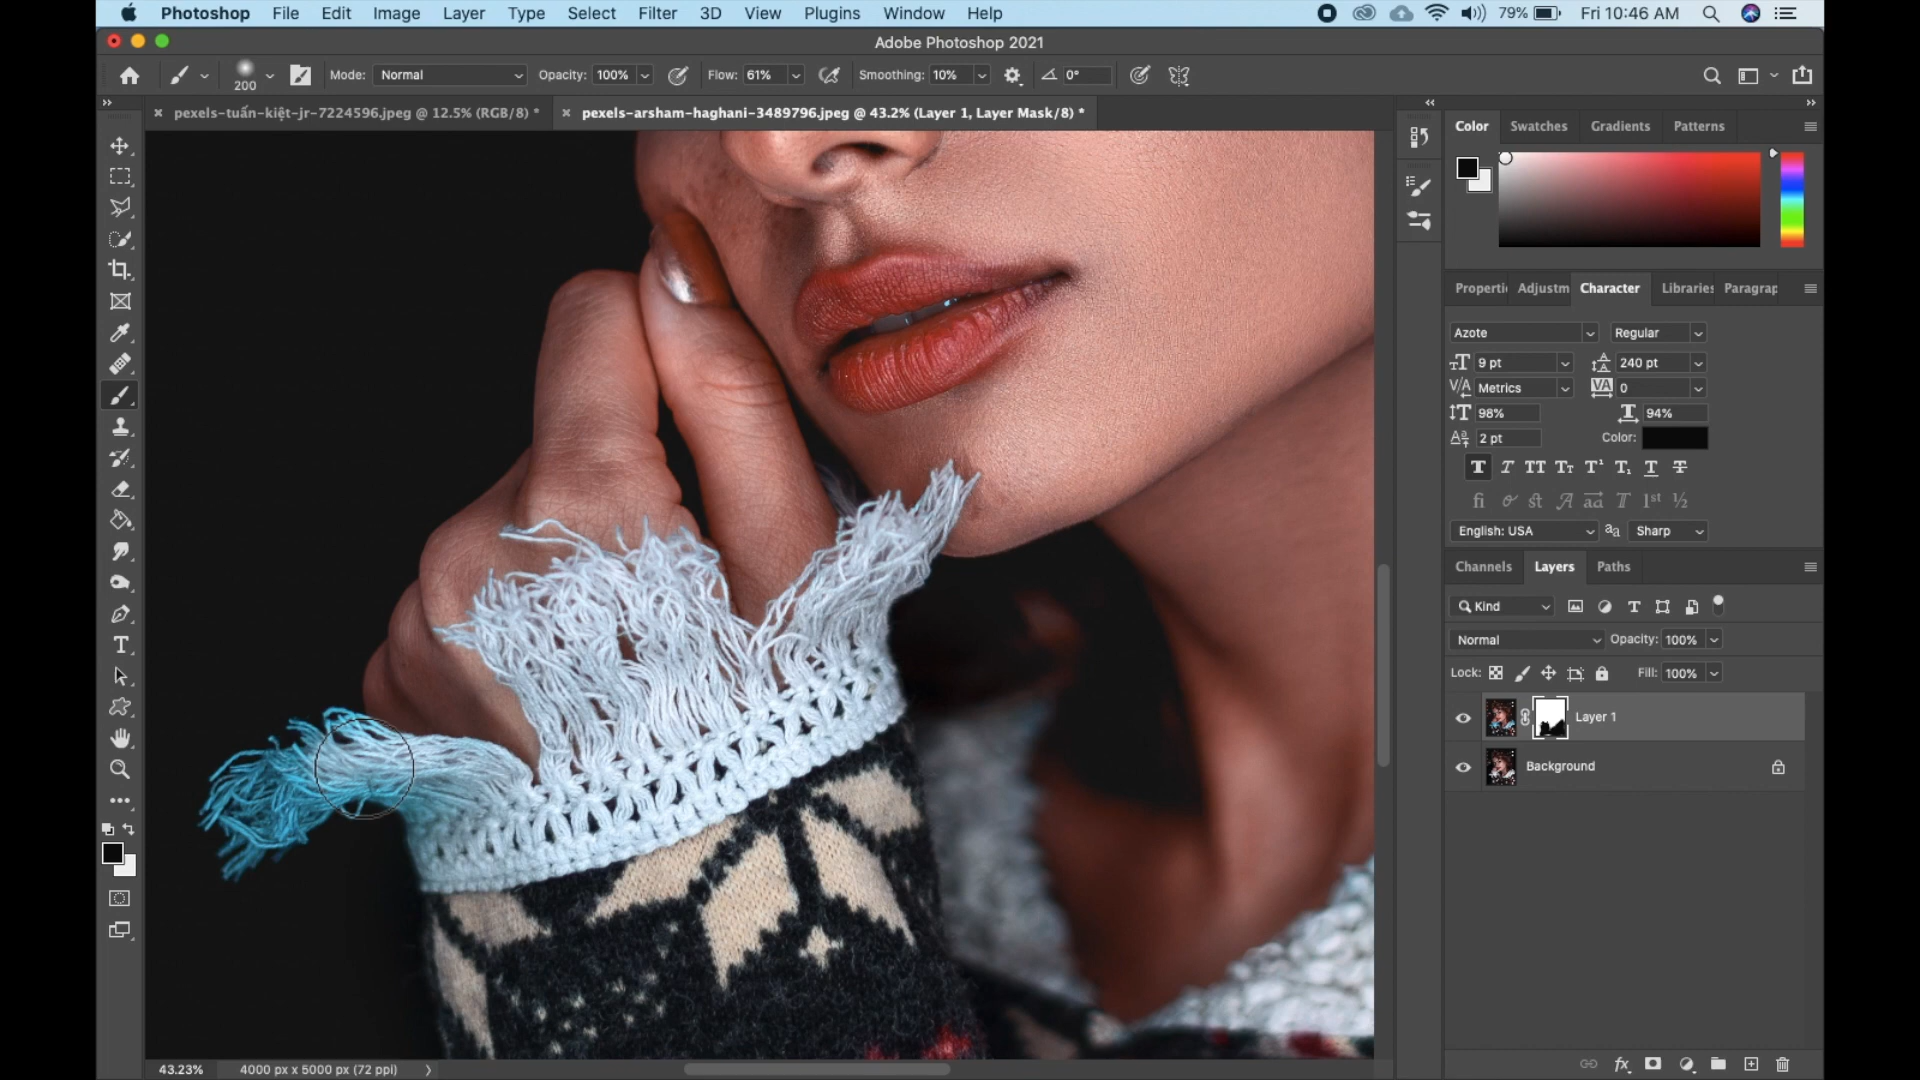 Photoshop File Edit Image Layer Type Select Filter 3D View Plugins Window Help 79% Fri 10:46 AM
Adobe Photoshop 2021
200 Mode: Normal Opacity: 100% Flow: 61% Smoothing: 10% 0°
pexels-tuấn-kiệt-jr-7224596.jpeg @ 12.5% (RGB/8) * pexels-arsham-haghani-3489796.jpeg @ 43.2% (Layer 1, Layer Mask/8) *
Color Swatches Gradients Patterns
Properti Adjustm Character Libraries Paragrap
Azote Regular
9 pt 240 pt
Metrics 0
98% 94%
2 pt Color:
English: USA Sharp
Channels Layers Paths
Kind
Normal Opacity: 100%
Lock: Fill: 100%
Layer 1
Background
43.23% 4000 px x 5000 px (72 ppi)